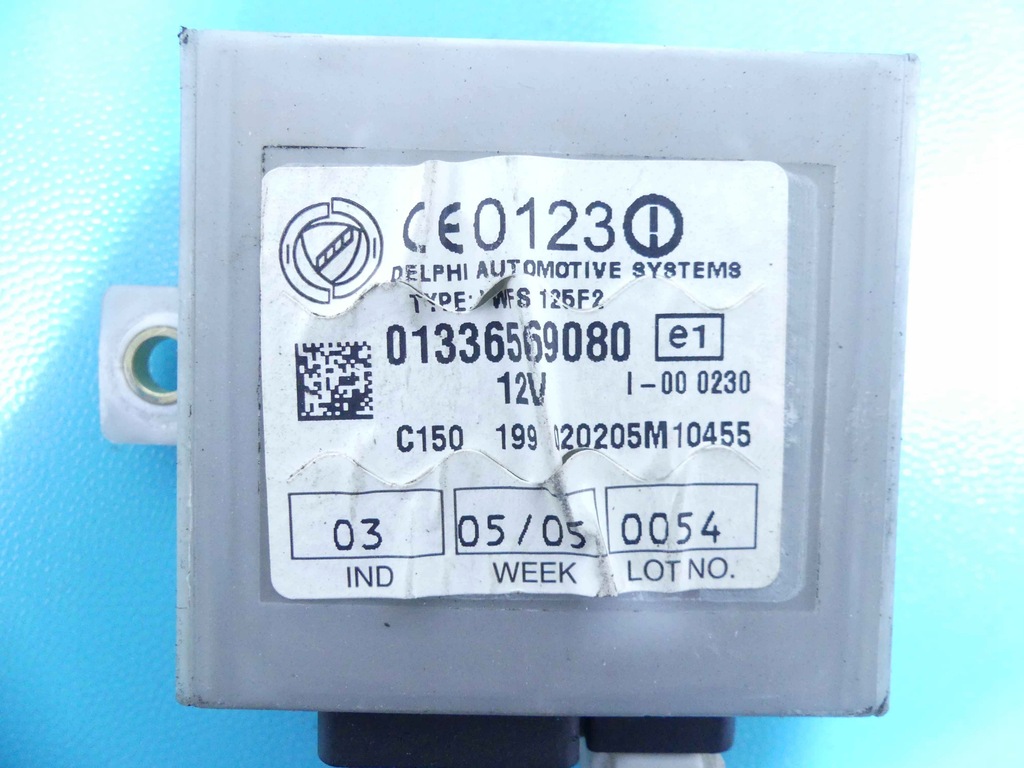 CE0123
DELPHI AUTOMOTIVE SYSTEMS
TYPE: WFS 125F2
01336569080 e1
12V I-00 0230
C150 199 020205M10455
03 05/05 0054
IND WEEK LOT NO.